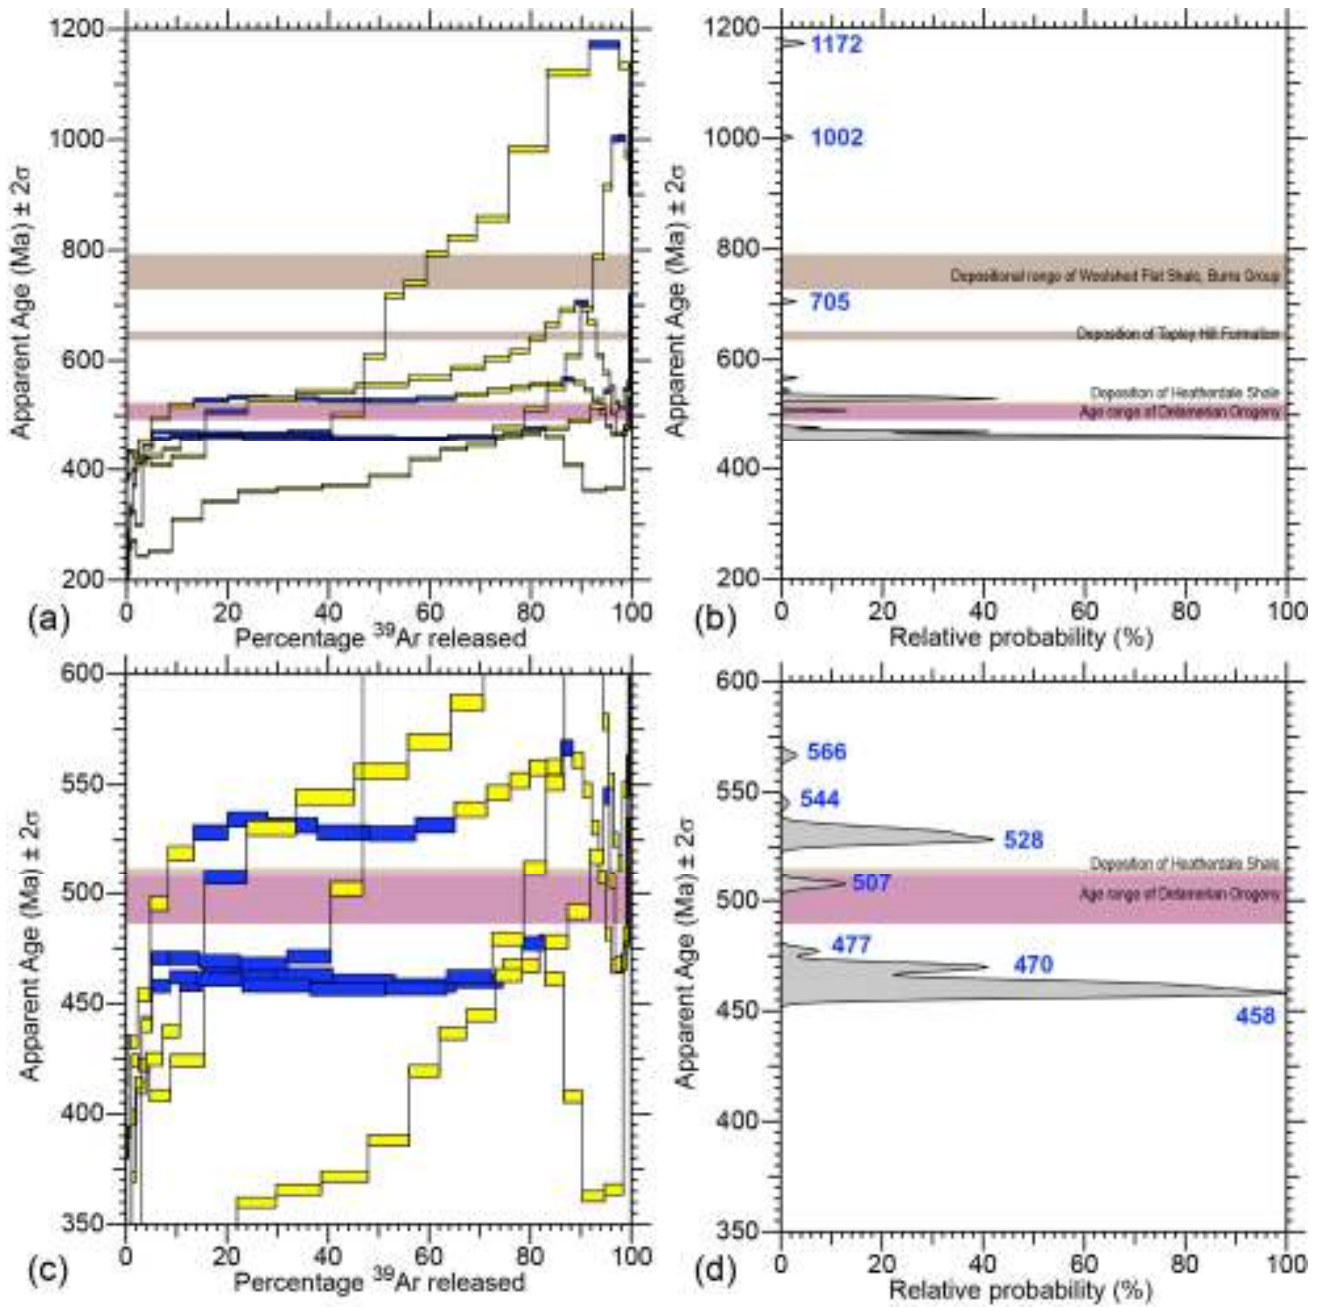 1200
1000
800
600
400
200
Apparent Age (Ma) ± 2σ
0 20 40 60 80 100
Percentage ³⁹Ar released
(a)
1200
1000
800
600
400
200
Apparent Age (Ma) ± 2σ
1172
1002
Depositional range of Woolshed Flat Shale, Burra Group
705
Deposition of Tapley Hill Formation
Deposition of Heatherdale Shale
Age range of Delamerian Orogeny
0 20 40 60 80 100
Relative probability (%)
(b)
600
550
500
450
400
350
Apparent Age (Ma) ± 2σ
0 20 40 60 80 100
Percentage ³⁹Ar released
(c)
600
550
500
450
400
350
Apparent Age (Ma) ± 2σ
566
544
528
Deposition of Heatherdale Shale
507
Age range of Delamerian Orogeny
477
470
458
0 20 40 60 80 100
Relative probability (%)
(d)